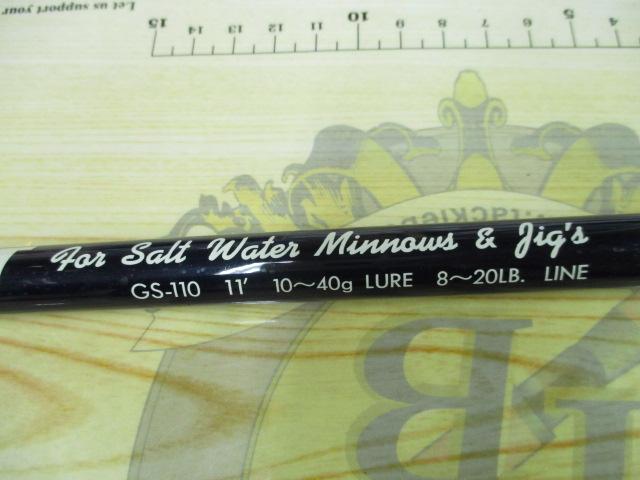 Let us support your
15 14 13 12 11 10 9 8 7 6 5
tackleb
For Salt Water Minnows & Jig's
GS-110 11' 10～40g LURE 8～20LB. LINE